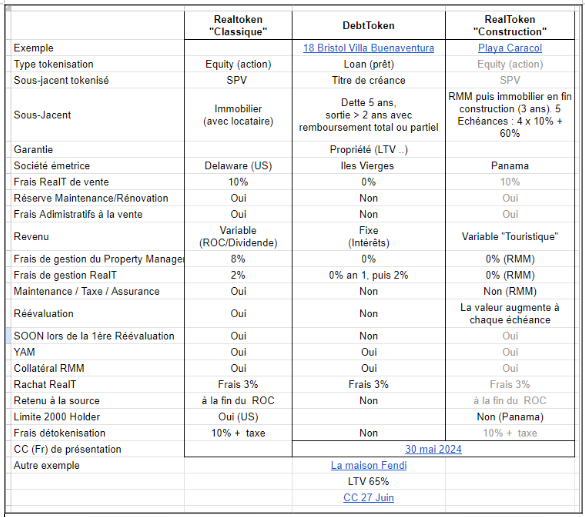 Realtoken "Classique" DebtToken RealToken "Construction"
Exemple 18 Bristol Villa Buenaventura Playa Caracol
Type tokenisation Equity (action) Loan (prêt) Equity (action)
Sous-jacent tokenisé SPV Titre de créance SPV
Sous-Jacent Immobilier (avec locataire) Dette 5 ans, sortie > 2 ans avec remboursement total ou partiel RMM puis immobilier en fin construction (3 ans). 5 Echéances : 4 x 10% + 60%
Garantie Propriété (LTV ..)
Société émetrice Delaware (US) Iles Vierges Panama
Frais RealT de vente 10% 0% 10%
Réserve Maintenance/Rénovation Oui Non Oui
Frais Adimistratifs à la vente Oui Non Oui
Revenu Variable (ROC/Dividende) Fixe (Intérêts) Variable "Touristique"
Frais de gestion du Property Manager 8% 0% 0% (RMM)
Frais de gestion RealT 2% 0% an 1, puis 2% 0% (RMM)
Maintenance / Taxe / Assurance Oui Non Non (RMM)
Réévaluation Oui Non La valeur augmente à chaque échéance
SOON lors de la 1ère Réévaluation Oui Non Oui
YAM Oui Oui Oui
Collatéral RMM Oui Oui Oui
Rachat RealT Frais 3% Frais 3% Frais 3%
Retenu à la source à la fin du ROC Non à la fin du ROC
Limite 2000 Holder Oui (US) Non (Panama)
Frais détokenisation 10% + taxe Non 10% + taxe
CC (Fr) de présentation 30 mai 2024
Autre exemple La maison Fendi
LTV 65%
CC 27 Juin